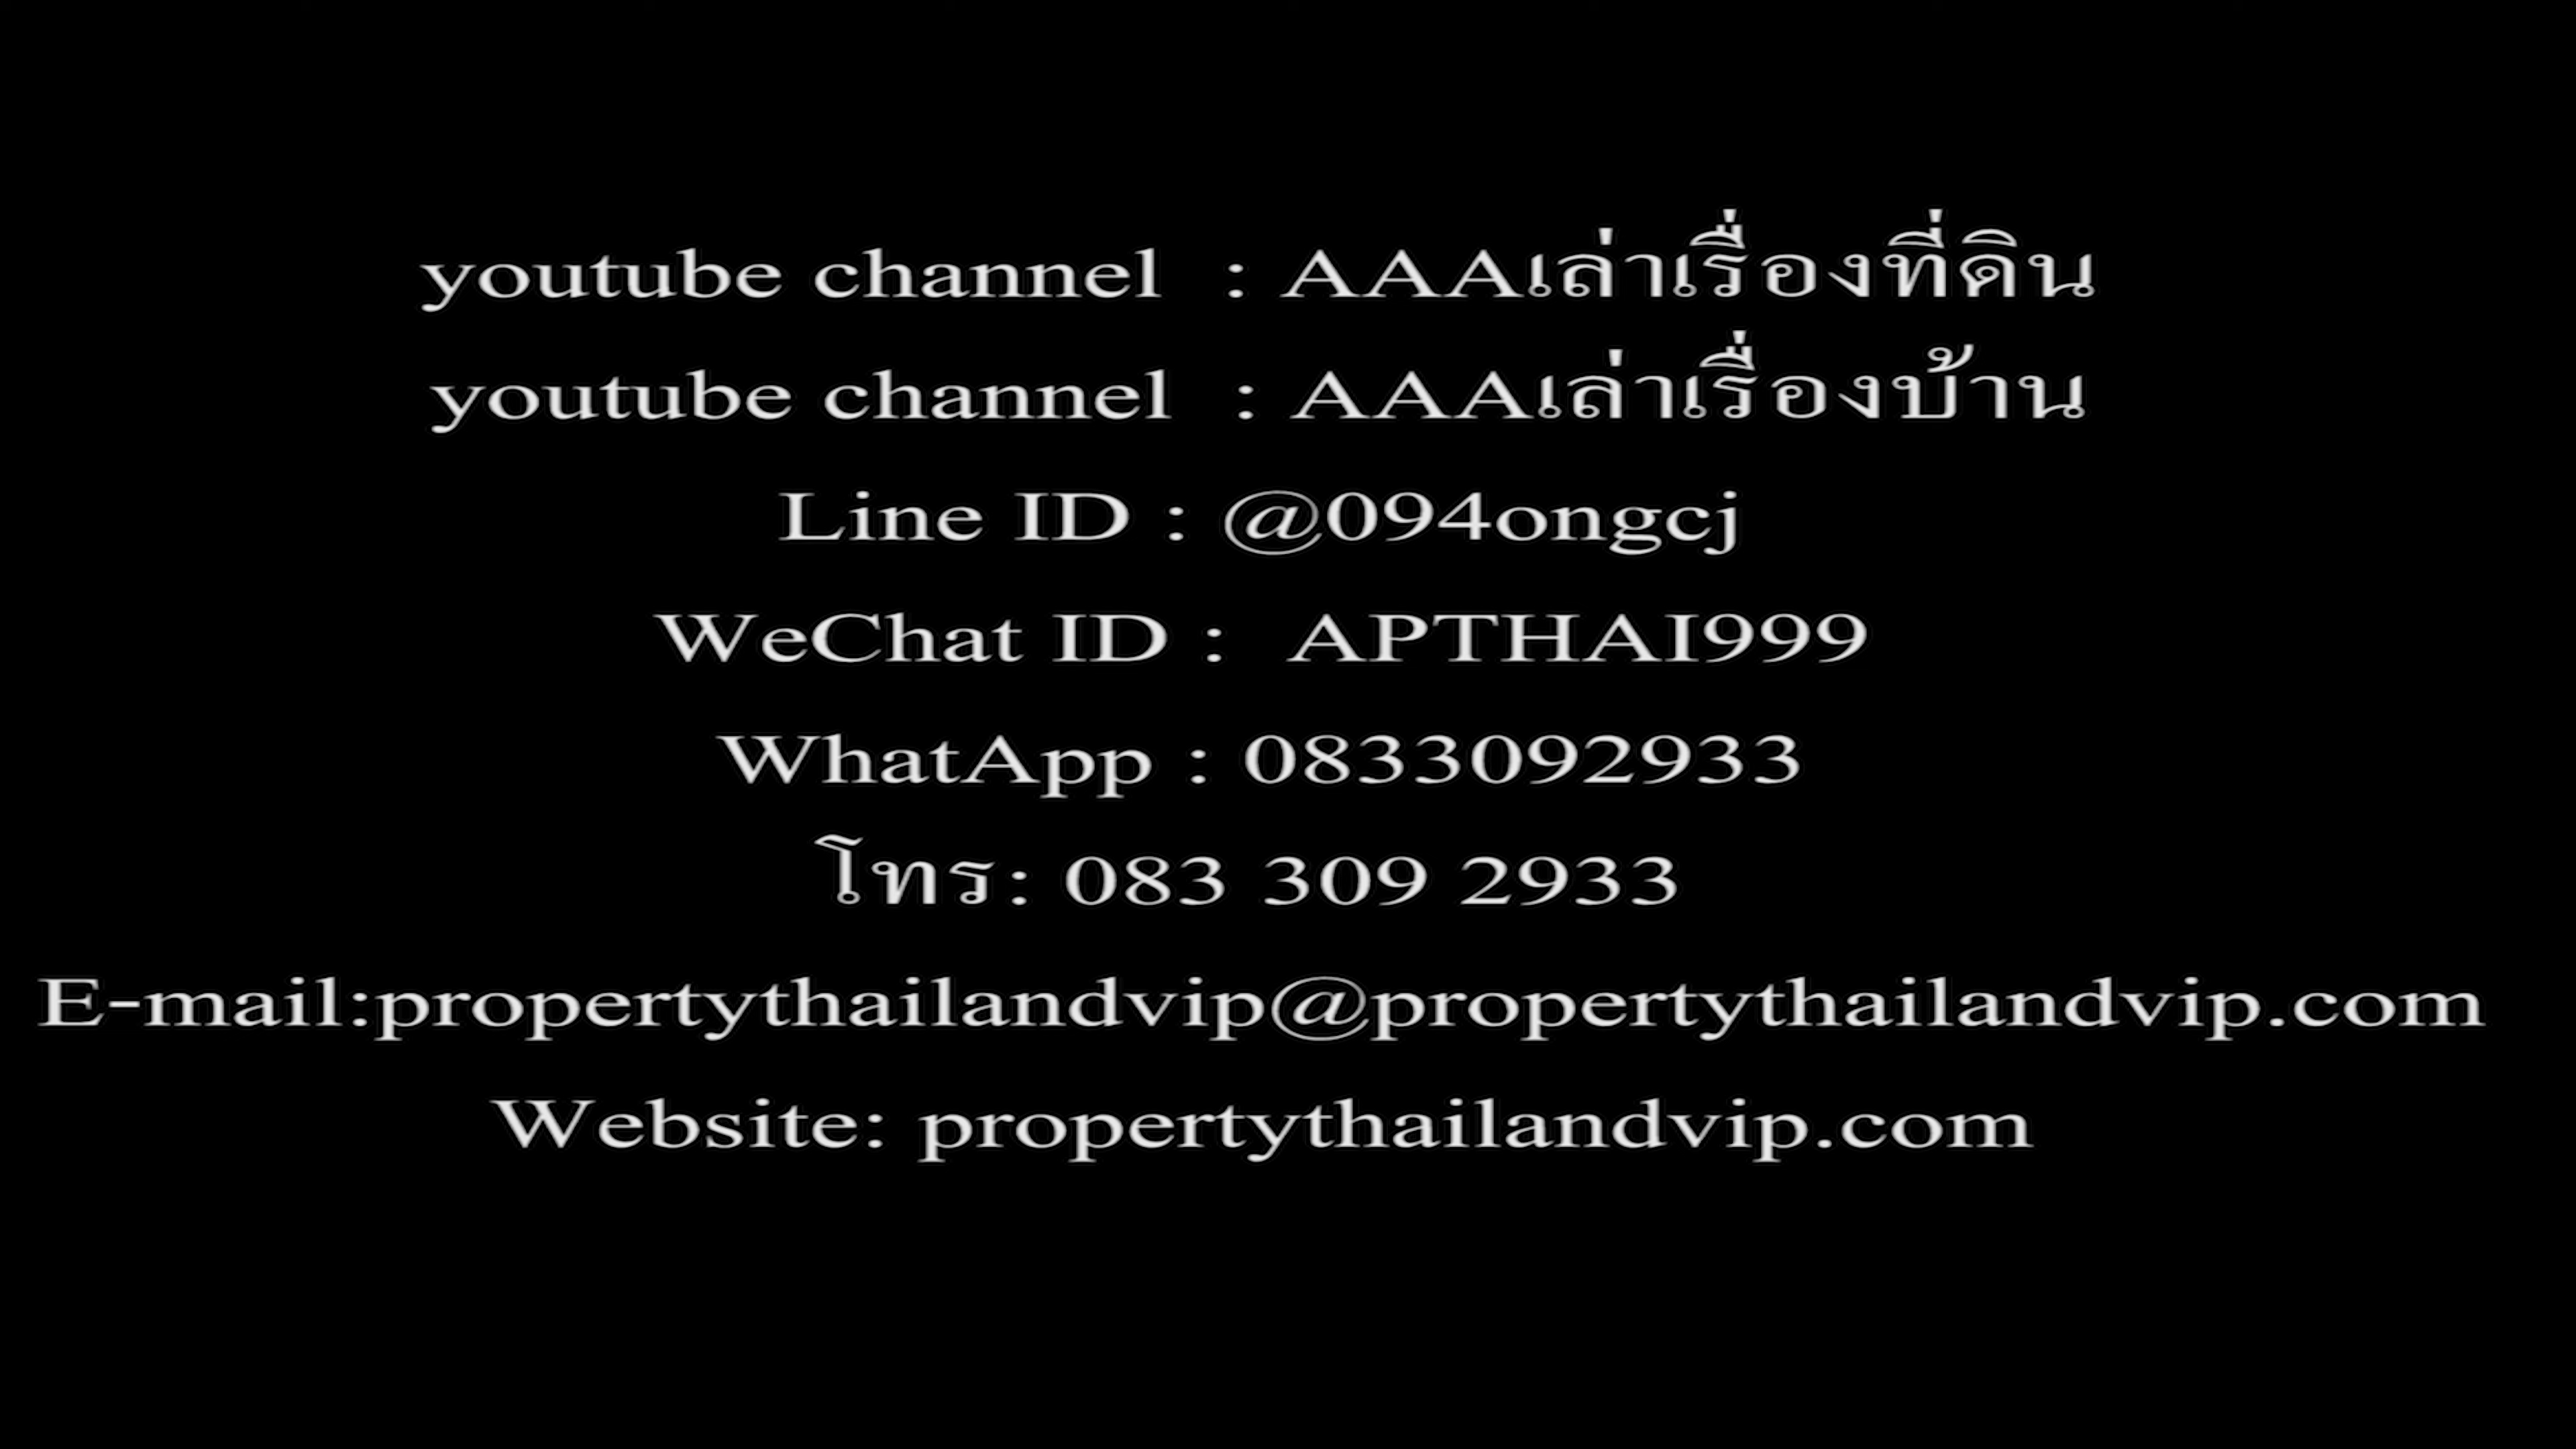 youtube channel  : AAAเล่าเรื่องที่ดิน
youtube channel  : AAAเล่าเรื่องบ้าน
Line ID : @094ongcj
WeChat ID :  APTHAI999
WhatApp : 0833092933
โทร: 083 309 2933
E-mail:propertythailandvip@propertythailandvip.com
Website: propertythailandvip.com